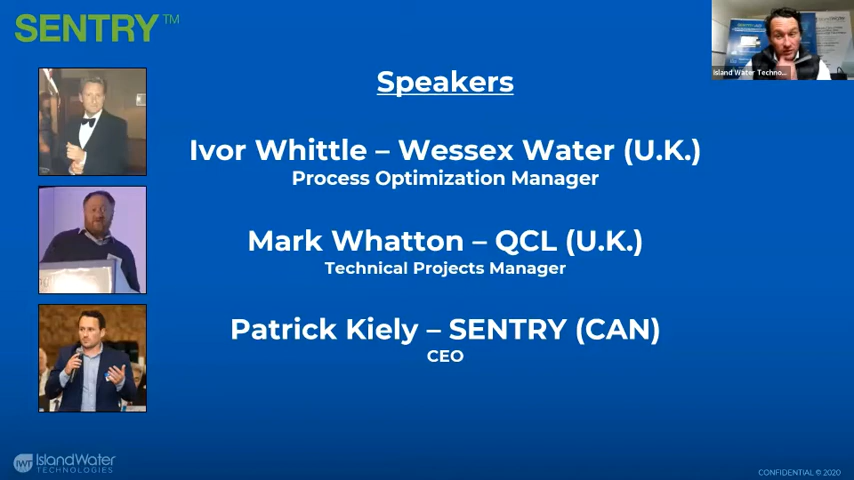 SENTRY™
Island Water Techno...
Speakers
Ivor Whittle – Wessex Water (U.K.)
Process Optimization Manager
Mark Whatton – QCL (U.K.)
Technical Projects Manager
Patrick Kiely – SENTRY (CAN)
CEO
IWT IslandWater
TECHNOLOGIES
CONFIDENTIAL © 2020